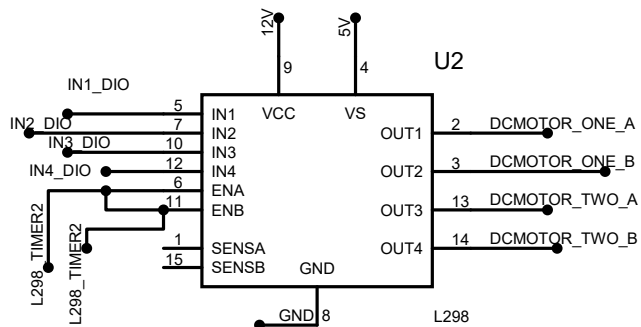 12V
5V
U2
9
4
IN1_DIO
VCC
VS
5
IN1
IN2_DIO
7
IN2
OUT1
2
DCMOTOR_ONE_A
IN3_DIO
10
IN3
IN4_DIO
12
IN4
OUT2
3
DCMOTOR_ONE_B
6
ENA
11
ENB
OUT3
13
DCMOTOR_TWO_A
L298_TIMER2
L298_TIMER2
1
SENSA
OUT4
14
DCMOTOR_TWO_B
15
SENSB
GND
GND
8
L298